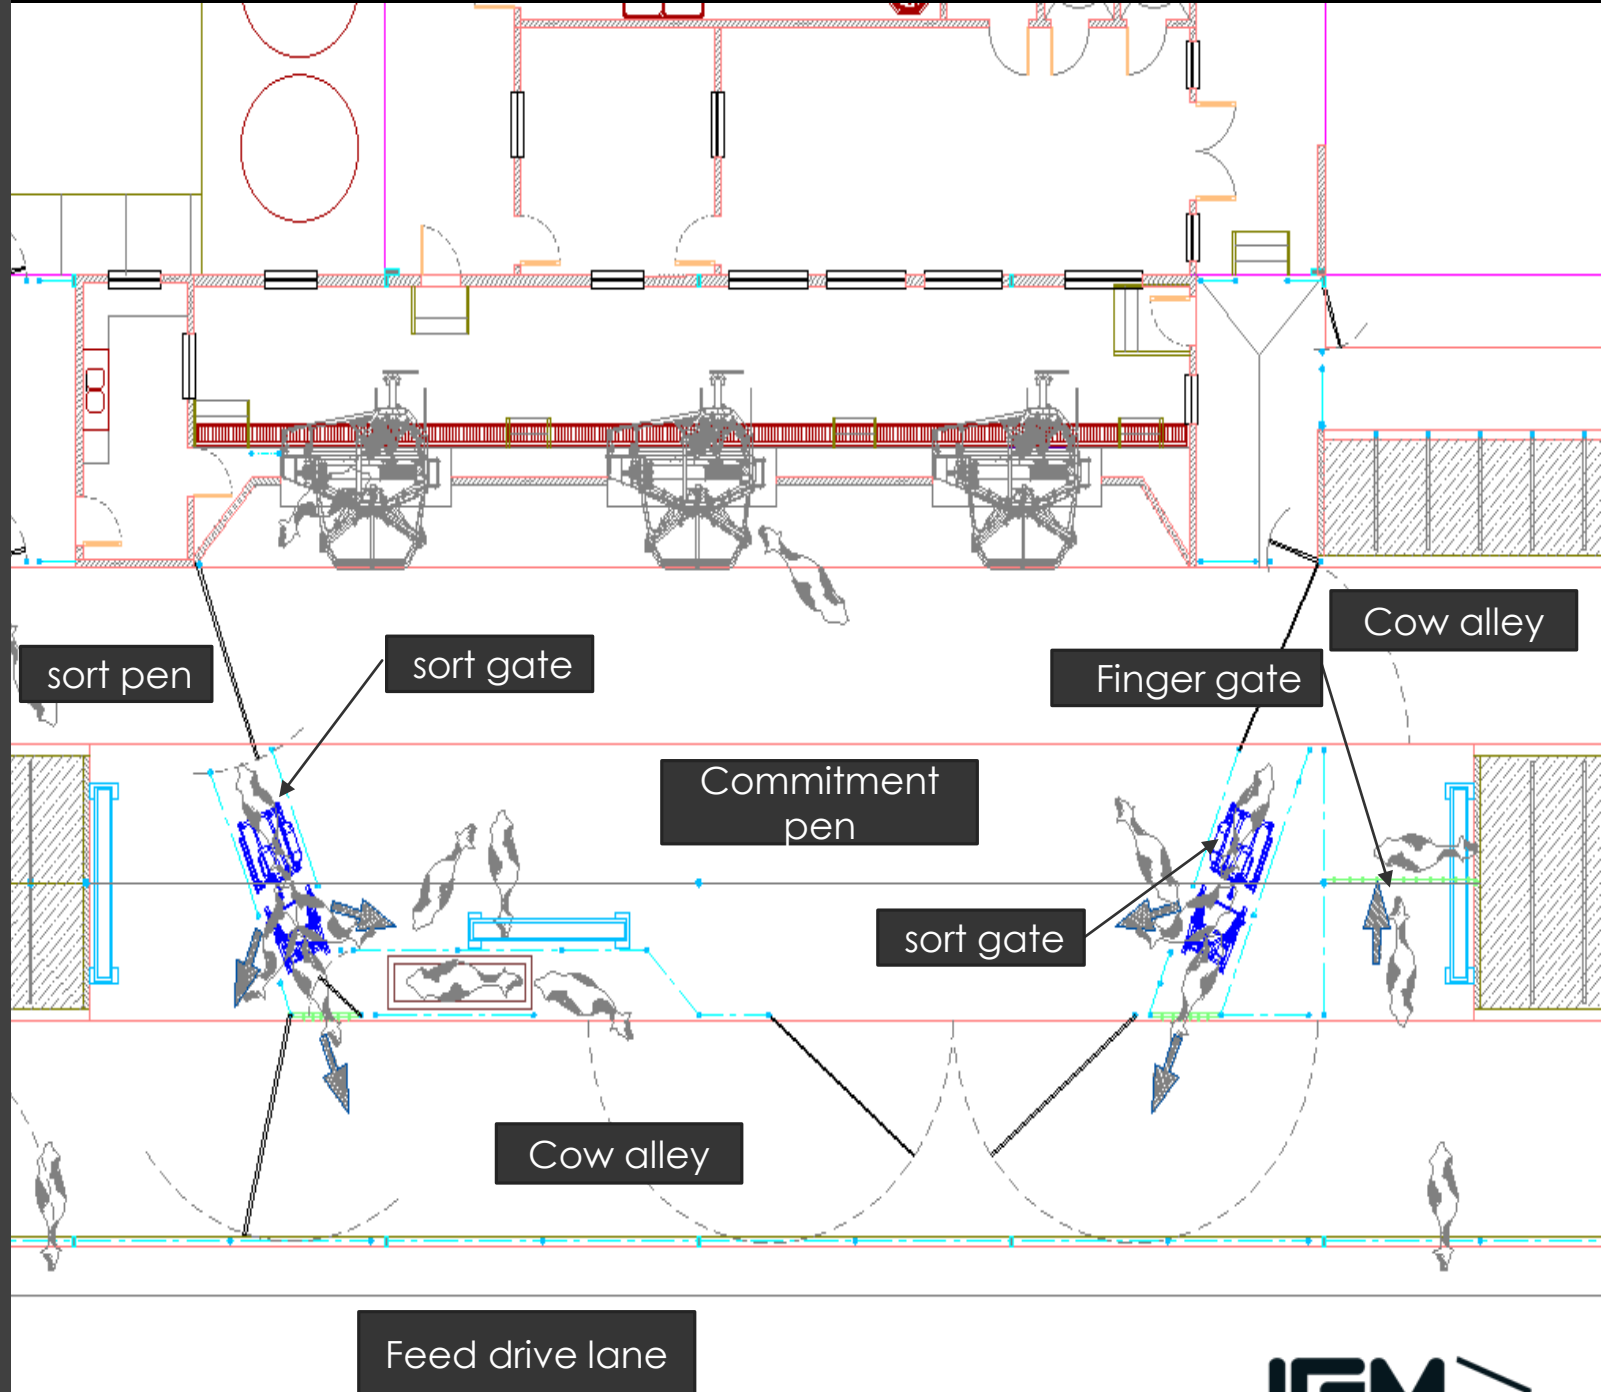 Cow alley
sort pen
sort gate
Finger gate
Commitment
pen
sort gate
Cow alley
Feed drive lane